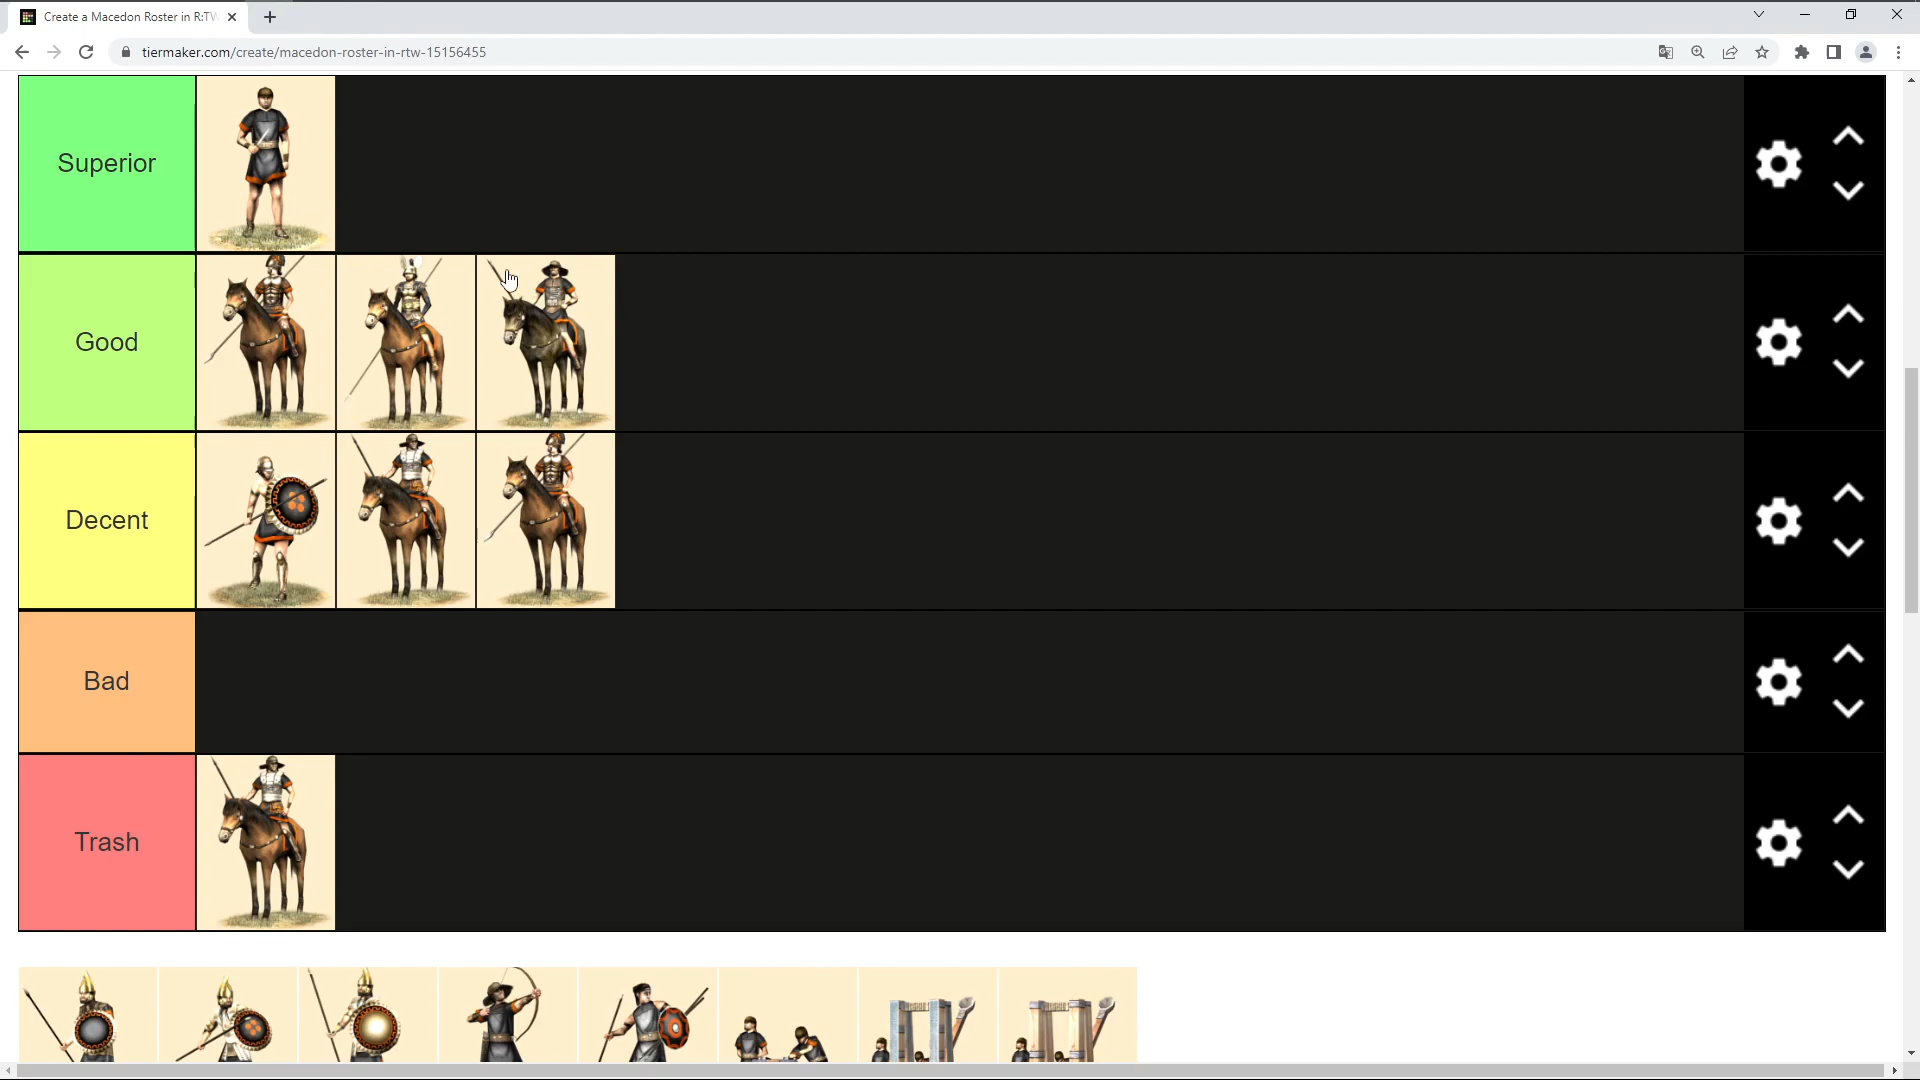 Create a Macedon Roster in R:TW
tiermaker.com/create/macedon-roster-in-rtw-15156455
Superior
Good
Decent
Bad
Trash